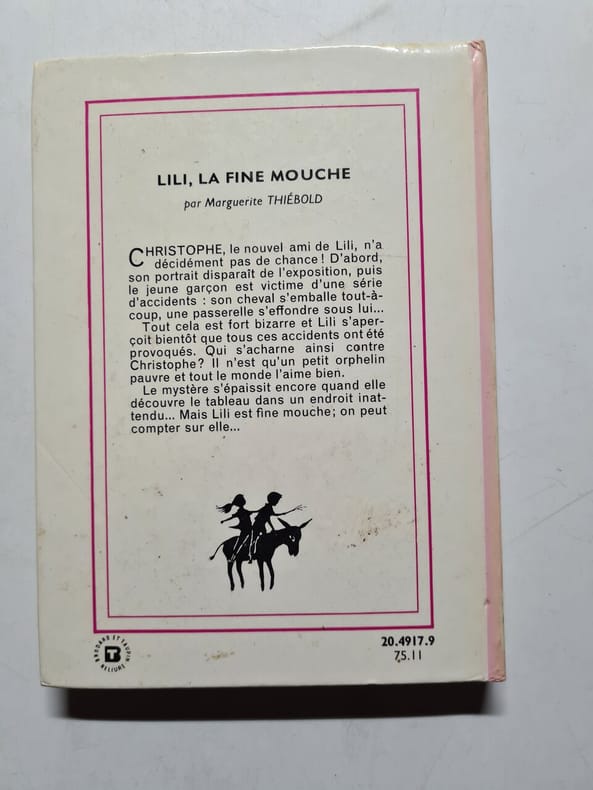 LILI, LA FINE MOUCHE
par Marguerite THIÉBOLD
CHRISTOPHE, le nouvel ami de Lili, n'a
décidément pas de chance ! D'abord,
son portrait disparaît de l'exposition, puis
le jeune garçon est victime d'une série
d'accidents : son cheval s'emballe tout-à-
coup, une passerelle s'effondre sous lui...
Tout cela est fort bizarre et Lili s'aper-
çoit bientôt que tous ces accidents ont été
provoqués. Qui s'acharne ainsi contre
Christophe ? Il n'est qu'un petit orphelin
pauvre et tout le monde l'aime bien.
Le mystère s'épaissit encore quand elle
découvre le tableau dans un endroit inat-
tendu... Mais Lili est fine mouche; on peut
compter sur elle...
BRODARD ET TAUPIN
RELIURE
BT
20.4917.9
75.11